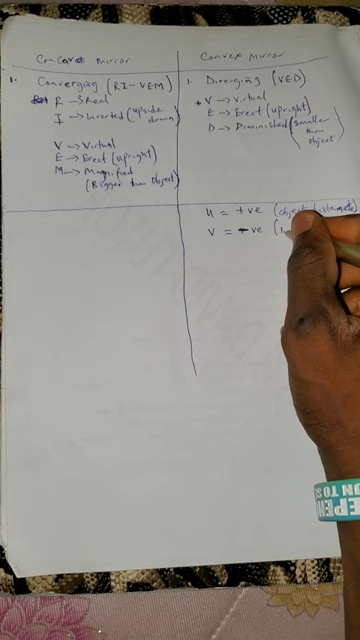 Concave Mirror
1. Converging (RI-VEM)
R → Real
I → Inverted (upside down)
V → Virtual
E → Erect (upright)
M → Magnified
(Bigger than object)
Convex Mirror
1. Diverging (VED)
V → Virtual
E → Erect (upright)
D → Diminished (smaller than object)
u = +ve (object distance)
v = -ve (